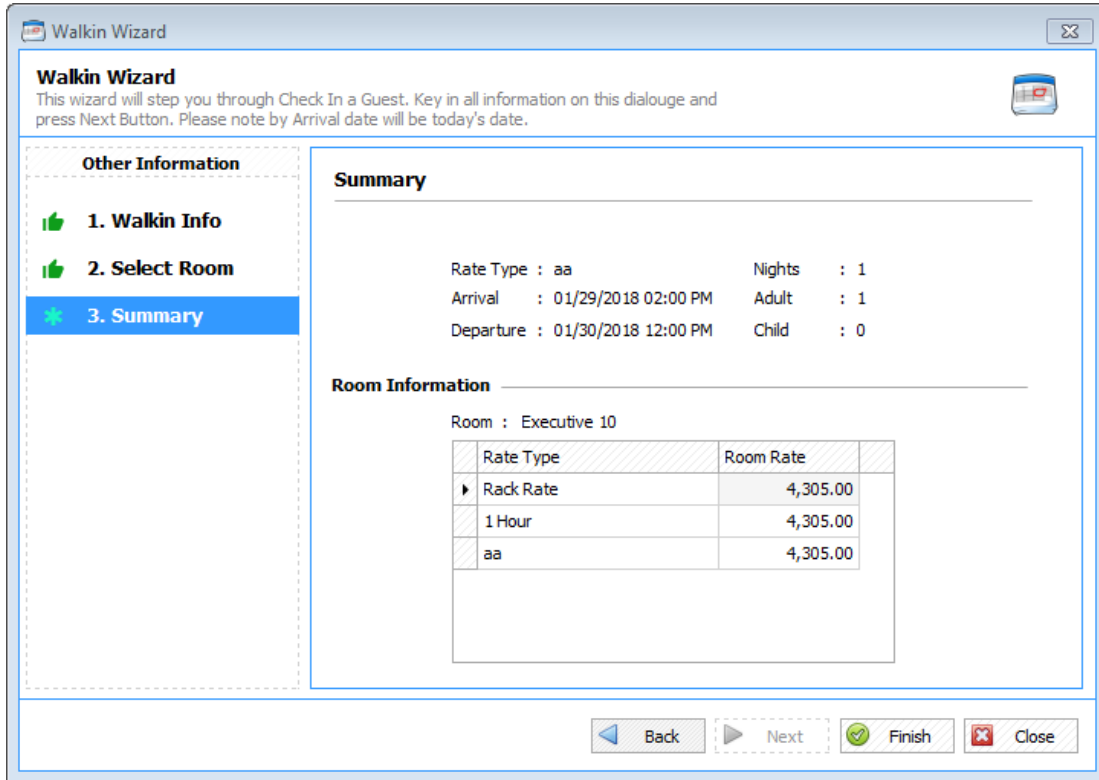 Walkin Wizard
Walkin Wizard
This wizard will step you through Check In a Guest. Key in all information on this dialouge and
press Next Button. Please note by Arrival date will be today's date.
Other Information
1. Walkin Info
2. Select Room
3. Summary
Summary
Rate Type : aa Nights : 1
Arrival : 01/29/2018 02:00 PM Adult : 1
Departure : 01/30/2018 12:00 PM Child : 0
Room Information
Room : Executive 10
Rate Type Room Rate
Rack Rate 4,305.00
1 Hour 4,305.00
aa 4,305.00
Back Next Finish Close